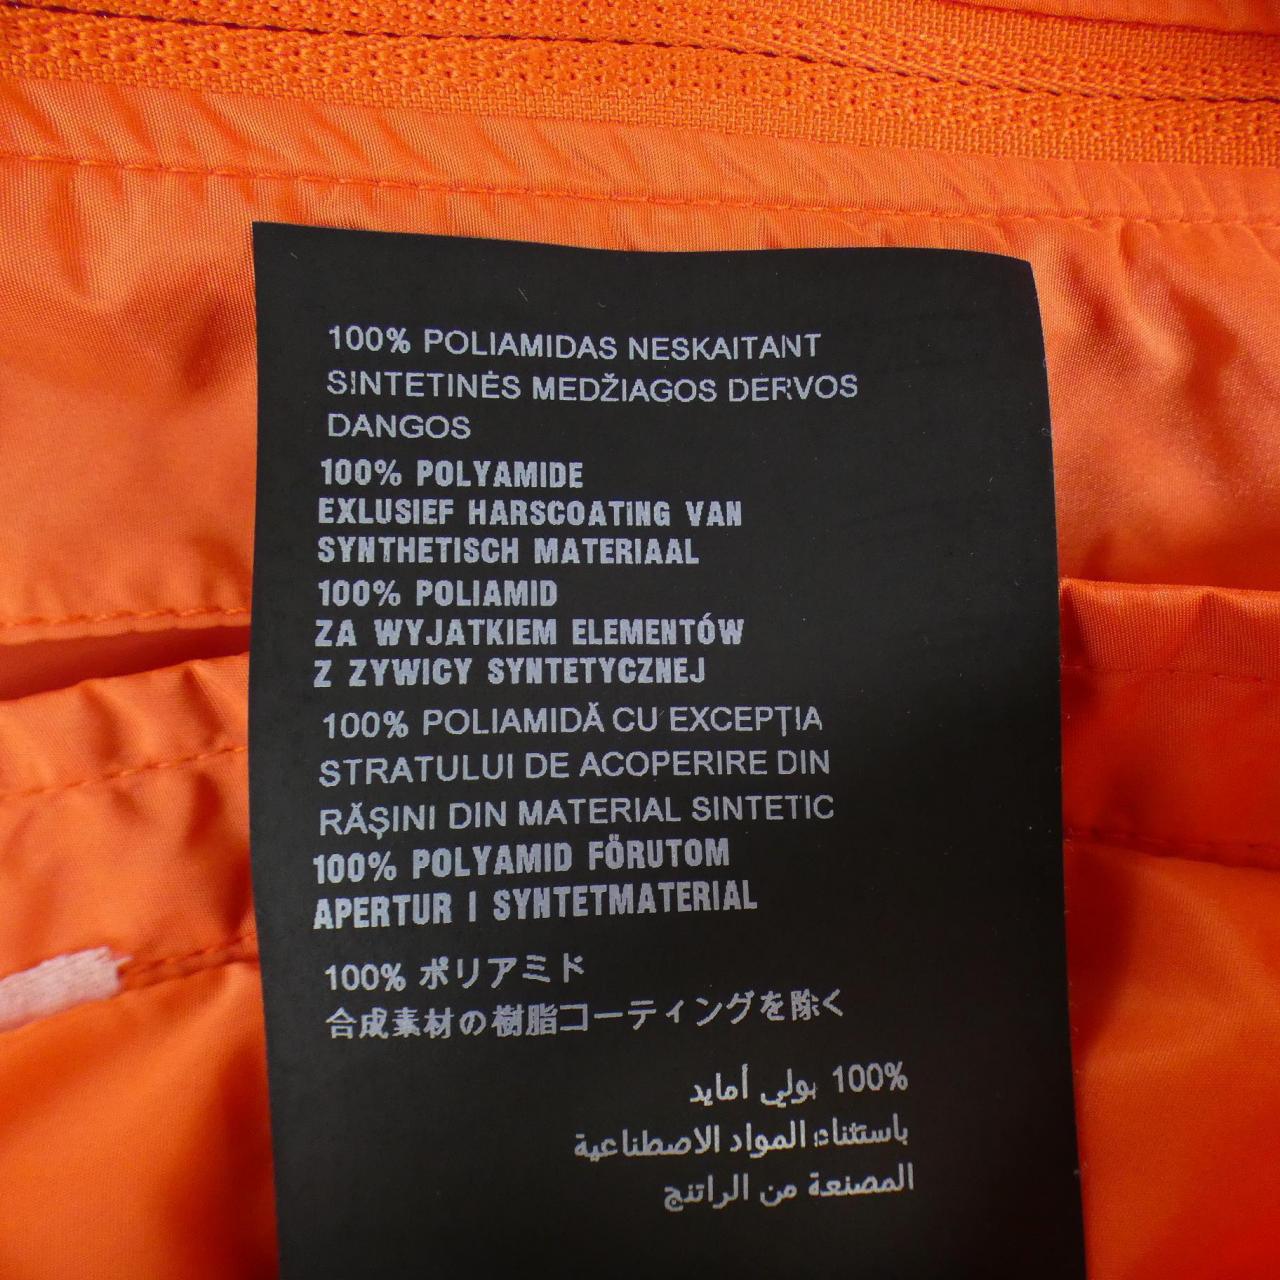 100% POLIAMIDAS NESKAITANT
SINTETINĖS MEDŽIAGOS DERVOS
DANGOS
100% POLYAMIDE
EXLUSIEF HARSCOATING VAN
SYNTHETISCH MATERIAAL
100% POLIAMID
ZA WYJATKIEM ELEMENTÓW
Z ZYWICY SYNTETYCZNEJ
100% POLIAMIDĂ CU EXCEPŢIA
STRATULUI DE ACOPERIRE DIN
RĂŞINI DIN MATERIAL SINTETIC
100% POLYAMID FÖRUTOM
APERTUR I SYNTETMATERIAL
100% ポリアミド
合成素材の樹脂コーティングを除く
100% بولي أمايد
باستثناء المواد الاصطناعية
المصنعة من الراتنج